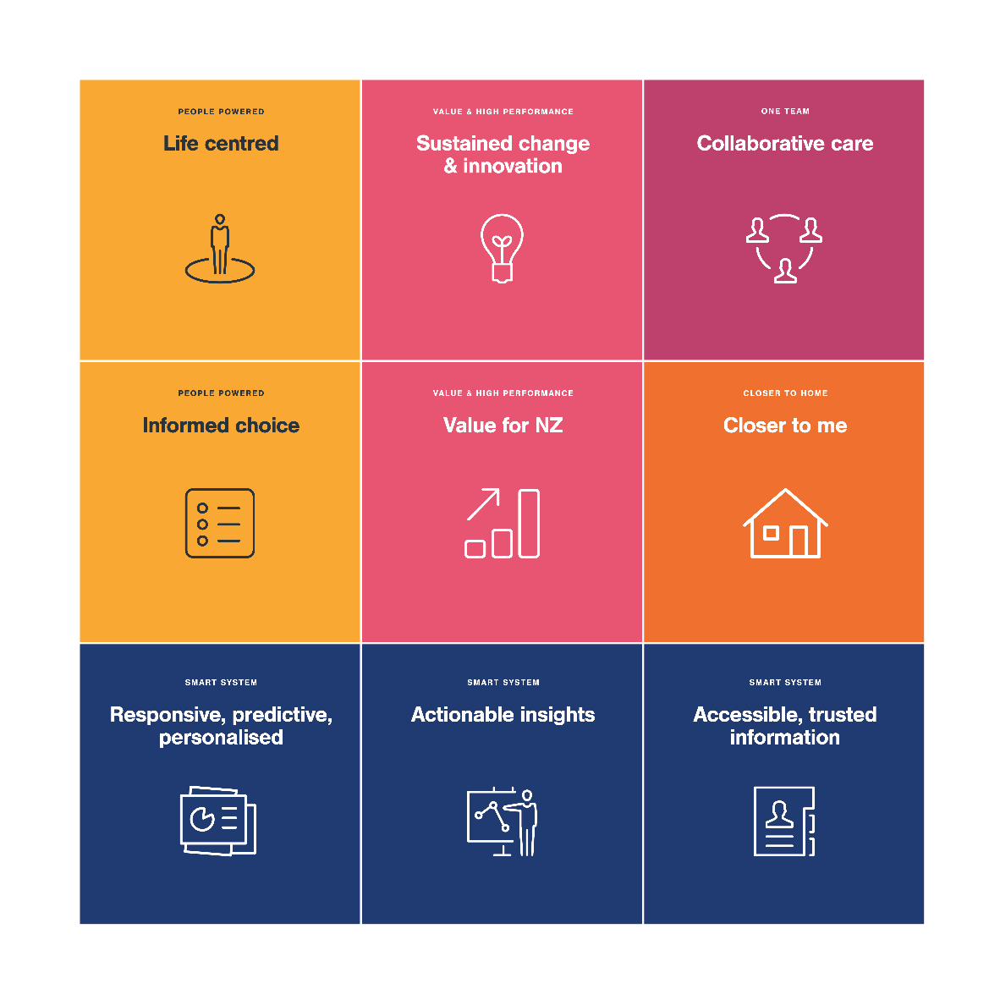 PEOPLE POWERED
Life centred
VALUE & HIGH PERFORMANCE
Sustained change
& innovation
ONE TEAM
Collaborative care
PEOPLE POWERED
Informed choice
VALUE & HIGH PERFORMANCE
Value for NZ
CLOSER TO HOME
Closer to me
SMART SYSTEM
Responsive, predictive,
personalised
SMART SYSTEM
Actionable insights
SMART SYSTEM
Accessible, trusted
information